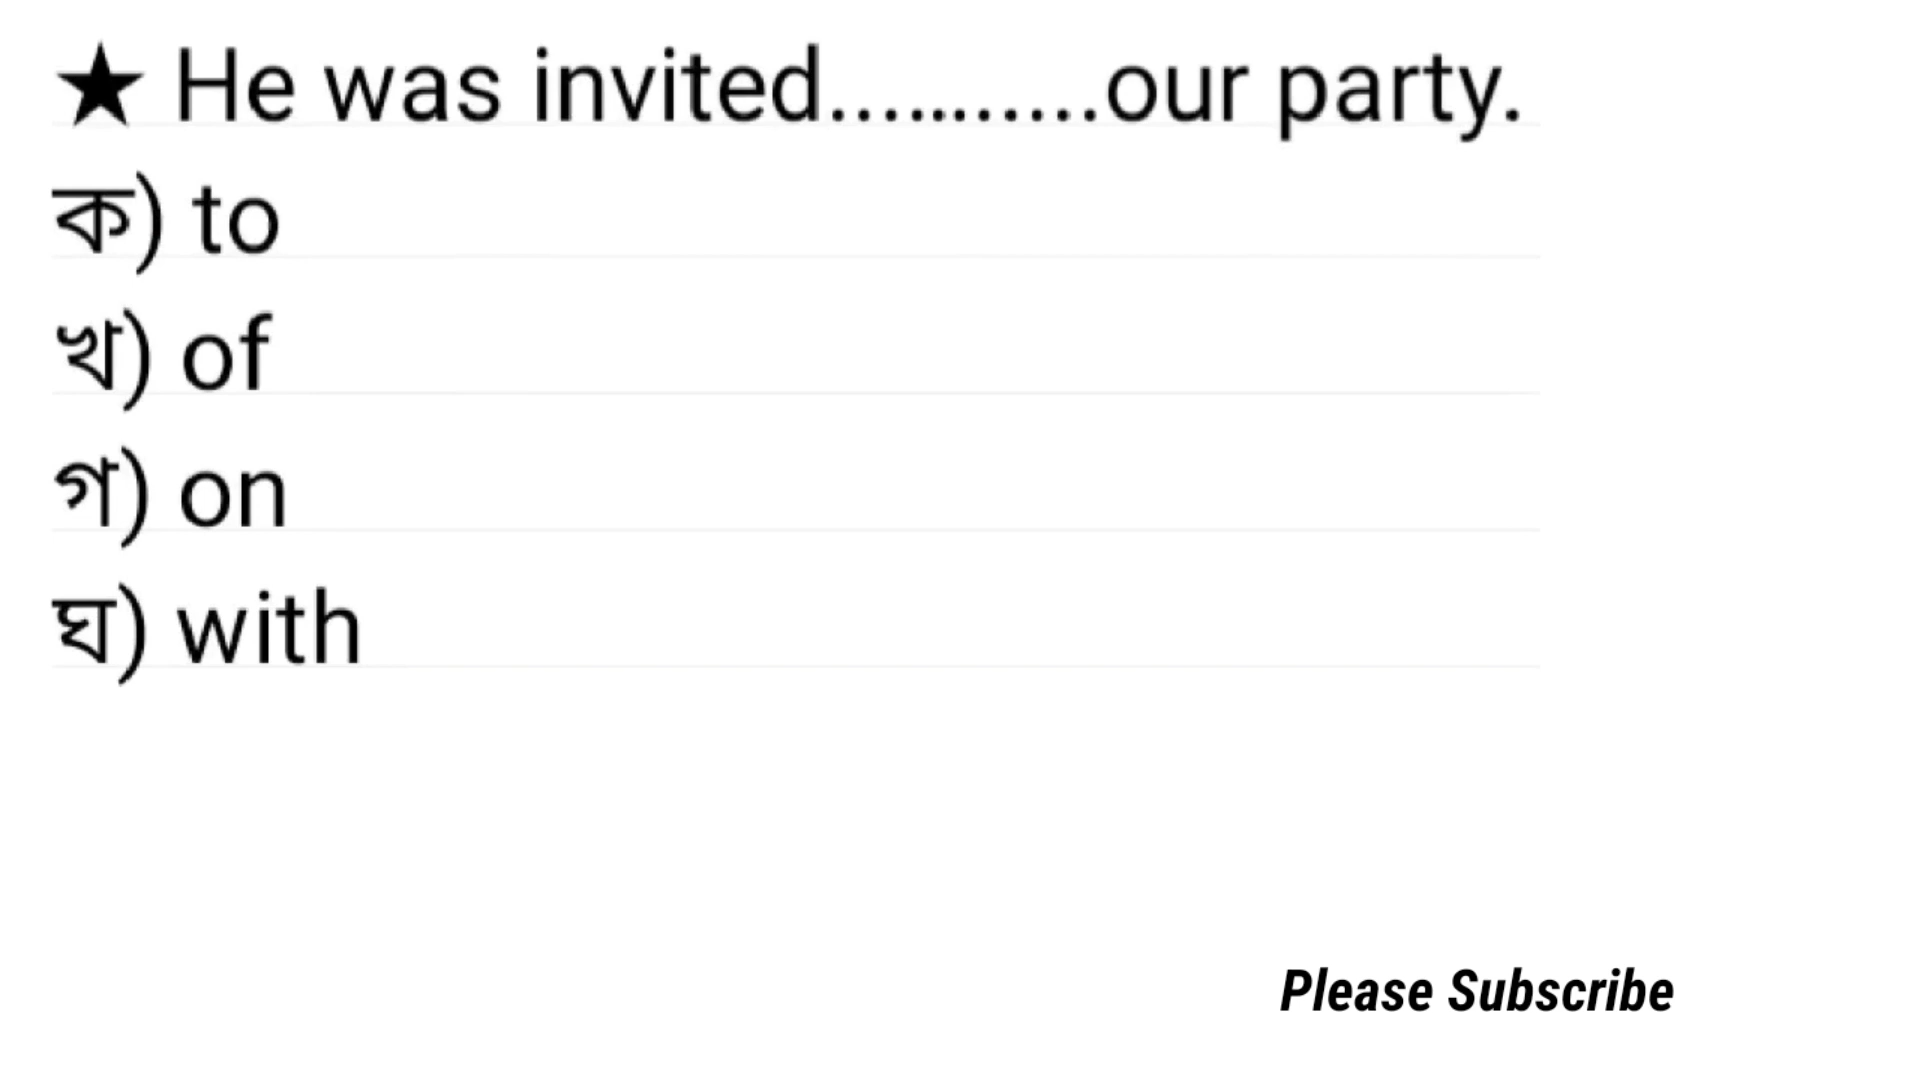 ★ He was invited...........our party.
ক) to
খ) of
গ) on
ঘ) with
Please Subscribe